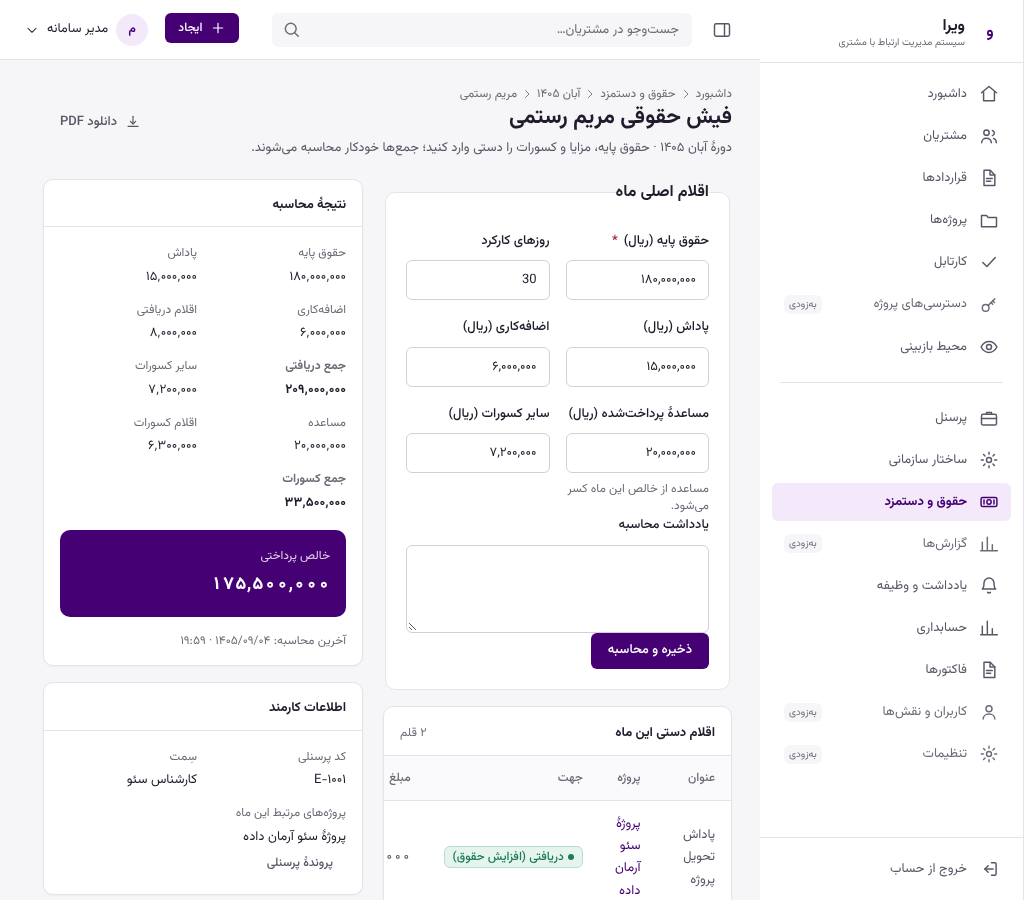 و
ویرا
سیستم مدیریت ارتباط با مشتری
داشبورد
مشتریان
قراردادها
پروژه‌ها
کارتابل
دسترسی‌های پروژه
به‌زودی
محیط بازبینی
پرسنل
ساختار سازمانی
حقوق و دستمزد
گزارش‌ها
به‌زودی
یادداشت و وظیفه
حسابداری
فاکتورها
کاربران و نقش‌ها
به‌زودی
تنظیمات
به‌زودی
خروج از حساب
جست‌وجو در مشتریان…
ایجاد
م
مدیر سامانه
داشبورد
حقوق و دستمزد
آبان ۱۴۰۵
مریم رستمی
فیش حقوقی مریم رستمی
دورهٔ آبان ۱۴۰۵ · حقوق پایه، مزایا و کسورات را دستی وارد کنید؛ جمع‌ها خودکار محاسبه می‌شوند.
دانلود PDF
اقلام اصلی ماه
حقوق پایه (ریال) *
۱۸۰,۰۰۰,۰۰۰
روزهای کارکرد
30
پاداش (ریال)
۱۵,۰۰۰,۰۰۰
اضافه‌کاری (ریال)
۶,۰۰۰,۰۰۰
مساعدهٔ پرداخت‌شده (ریال)
۲۰,۰۰۰,۰۰۰
مساعده از خالص این ماه کسر
می‌شود.
سایر کسورات (ریال)
۷,۲۰۰,۰۰۰
یادداشت محاسبه
ذخیره و محاسبه
اقلام دستی این ماه
۲ قلم
عنوان
پروژه
جهت
مبلغ
پاداش
تحویل
پروژه
پروژهٔ
سئو
آرمان
داده
دریافتی (افزایش حقوق)
۰۰۰
نتیجهٔ محاسبه
حقوق پایه
۱۸۰,۰۰۰,۰۰۰
پاداش
۱۵,۰۰۰,۰۰۰
اضافه‌کاری
۶,۰۰۰,۰۰۰
اقلام دریافتی
۸,۰۰۰,۰۰۰
جمع دریافتی
۲۰۹,۰۰۰,۰۰۰
سایر کسورات
۷,۲۰۰,۰۰۰
مساعده
۲۰,۰۰۰,۰۰۰
اقلام کسورات
۶,۳۰۰,۰۰۰
جمع کسورات
۳۳,۵۰۰,۰۰۰
خالص پرداختی
۱۷۵,۵۰۰,۰۰۰
آخرین محاسبه: ۱۴۰۵/۰۹/۰۴ · ۱۹:۵۹
اطلاعات کارمند
کد پرسنلی
E-۱۰۰۱
سِمت
کارشناس سئو
پروژه‌های مرتبط این ماه
پروژهٔ سئو آرمان داده
پروندهٔ پرسنلی